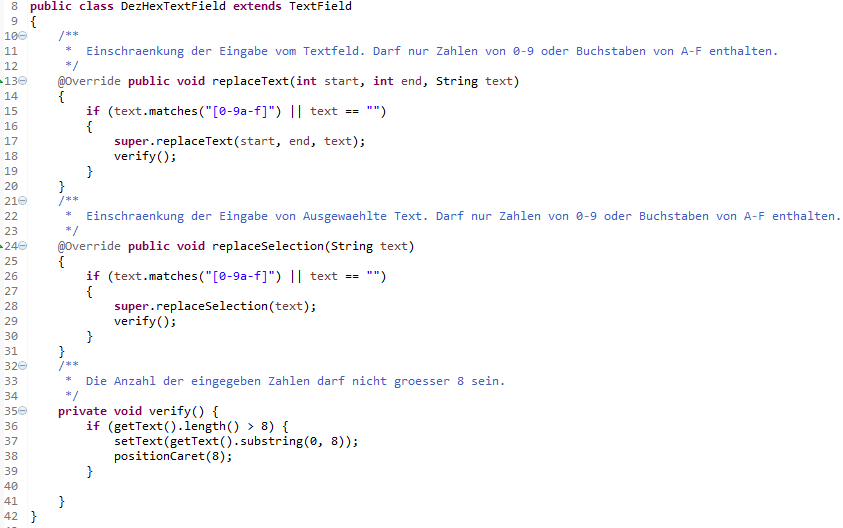 8 public class DezHexTextField extends TextField
9 {
10 /**
11 * Einschraenkung der Eingabe vom Textfeld. Darf nur Zahlen von 0-9 oder Buchstaben von A-F enthalten.
12 */
13 @Override public void replaceText(int start, int end, String text)
14 {
15 if (text.matches("[0-9a-f]") || text == "")
16 {
17 super.replaceText(start, end, text);
18 verify();
19 }
20 }
21 /**
22 * Einschraenkung der Eingabe von Ausgewaehlte Text. Darf nur Zahlen von 0-9 oder Buchstaben von A-F enthalten.
23 */
24 @Override public void replaceSelection(String text)
25 {
26 if (text.matches("[0-9a-f]") || text == "")
27 {
28 super.replaceSelection(text);
29 verify();
30 }
31 }
32 /**
33 * Die Anzahl der eingegeben Zahlen darf nicht groesser 8 sein.
34 */
35 private void verify() {
36 if (getText().length() > 8) {
37 setText(getText().substring(0, 8));
38 positionCaret(8);
39 }
40
41 }
42 }